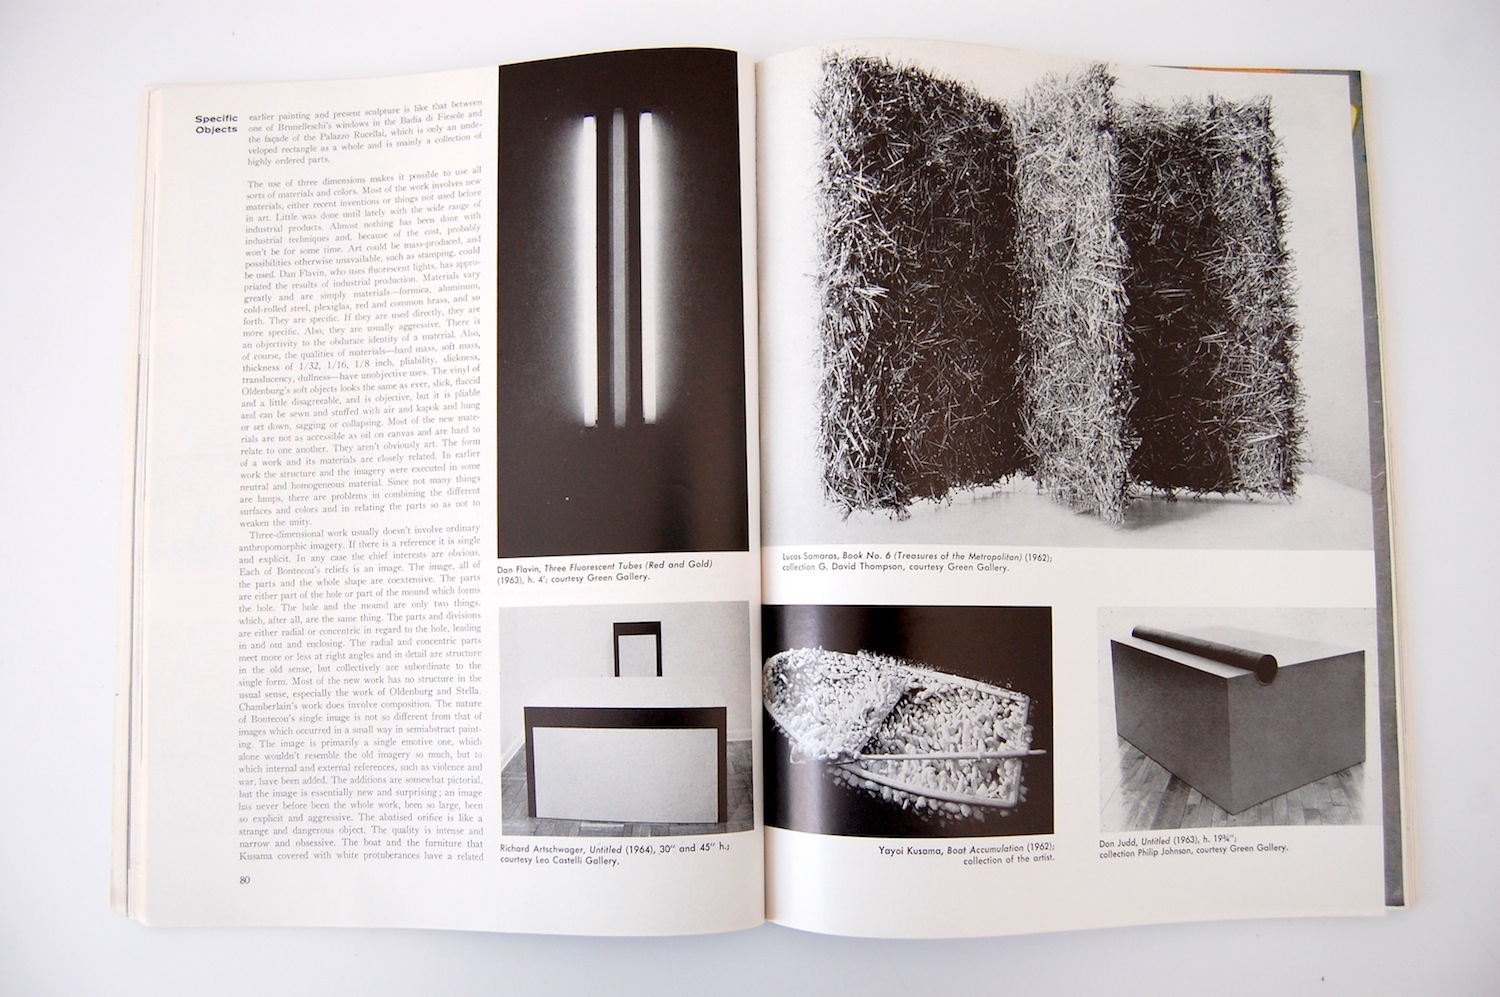 Specific
Objects
earlier painting and present sculpture is like that between
one of Brunelleschi's windows in the Badia di Fiesole and
the façade of the Palazzo Rucellai, which is only an unde-
veloped rectangle as a whole and is mainly a collection of
highly ordered parts.
The use of three dimensions makes it possible to use all
sorts of materials and colors. Most of the work involves new
materials, either recent inventions or things not used before
in art. Little was done until lately with the wide range of
industrial products. Almost nothing has been done with
industrial techniques and, because of the cost, probably
won't be for some time. Art could be mass-produced, and
possibilities otherwise unavailable, such as stamping, could
be used. Dan Flavin, who uses fluorescent lights, has appro-
priated the results of industrial production. Materials vary
greatly and are simply materials—formica, aluminum,
cold-rolled steel, plexiglas, red and common brass, and so
forth. They are specific. If they are used directly, they are
more specific. Also, they are usually aggressive. There is
an objectivity to the obdurate identity of a material. Also,
of course, the qualities of materials—hard mass, soft mass,
thickness of 1/32, 1/16, 1/8 inch, pliability, slickness,
translucency, dullness—have unobjective uses. The vinyl of
Oldenburg's soft objects looks the same as ever, slick, flaccid
and a little disagreeable, and is objective, but it is pliable
and can be sewn and stuffed with air and kapok and hung
or set down, sagging or collapsing. Most of the new mate-
rials are not as accessible as oil on canvas and are hard to
relate to one another. They aren't obviously art. The form
of a work and its materials are closely related. In earlier
work the structure and the imagery were executed in some
neutral and homogeneous material. Since not many things
are lumps, there are problems in combining the different
surfaces and colors and in relating the parts so as not to
weaken the unity.
Three-dimensional work usually doesn't involve ordinary
anthropomorphic imagery. If there is a reference it is single
and explicit. In any case the chief interests are obvious.
Each of Bontecou's reliefs is an image. The image, all of
the parts and the whole shape are coextensive. The parts
are either part of the hole or part of the mound which forms
the hole. The hole and the mound are only two things,
which, after all, are the same thing. The parts and divisions
are either radial or concentric in regard to the hole, leading
in and out and enclosing. The radial and concentric parts
meet more or less at right angles and in detail are structure
in the old sense, but collectively are subordinate to the
single form. Most of the new work has no structure in the
usual sense, especially the work of Oldenburg and Stella.
Chamberlain's work does involve composition. The nature
of Bontecou's single image is not so different from that of
images which occurred in a small way in semiabstract paint-
ing. The image is primarily a single emotive one, which
alone wouldn't resemble the old imagery so much, but to
which internal and external references, such as violence and
war, have been added. The additions are somewhat pictorial,
but the image is essentially new and surprising; an image
has never before been the whole work, been so large, been
so explicit and aggressive. The abatised orifice is like a
strange and dangerous object. The quality is intense and
narrow and obsessive. The boat and the furniture that
Kusama covered with white protuberances have a related
80
Dan Flavin, Three Fluorescent Tubes (Red and Gold)
(1963), h. 4'; courtesy Green Gallery.
Richard Artschwager, Untitled (1964), 30" and 45" h.;
courtesy Leo Castelli Gallery.
Lucas Samaras, Book No. 6 (Treasures of the Metropolitan) (1962);
collection G. David Thompson, courtesy Green Gallery.
Yayoi Kusama, Boat Accumulation (1962);
collection of the artist.
Don Judd, Untitled (1963), h. 19¾";
collection Philip Johnson, courtesy Green Gallery.